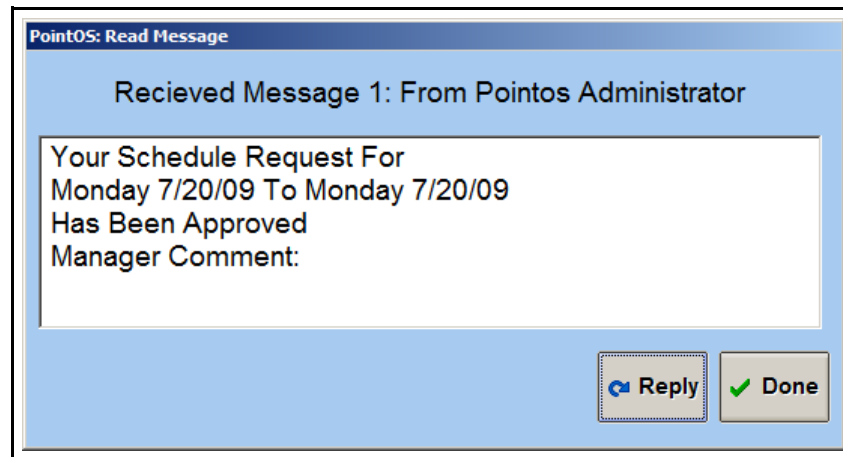 PointOS: Read Message
Recieved Message 1: From Pointos Administrator
Your Schedule Request For
Monday 7/20/09 To Monday 7/20/09
Has Been Approved
Manager Comment:
Reply
Done